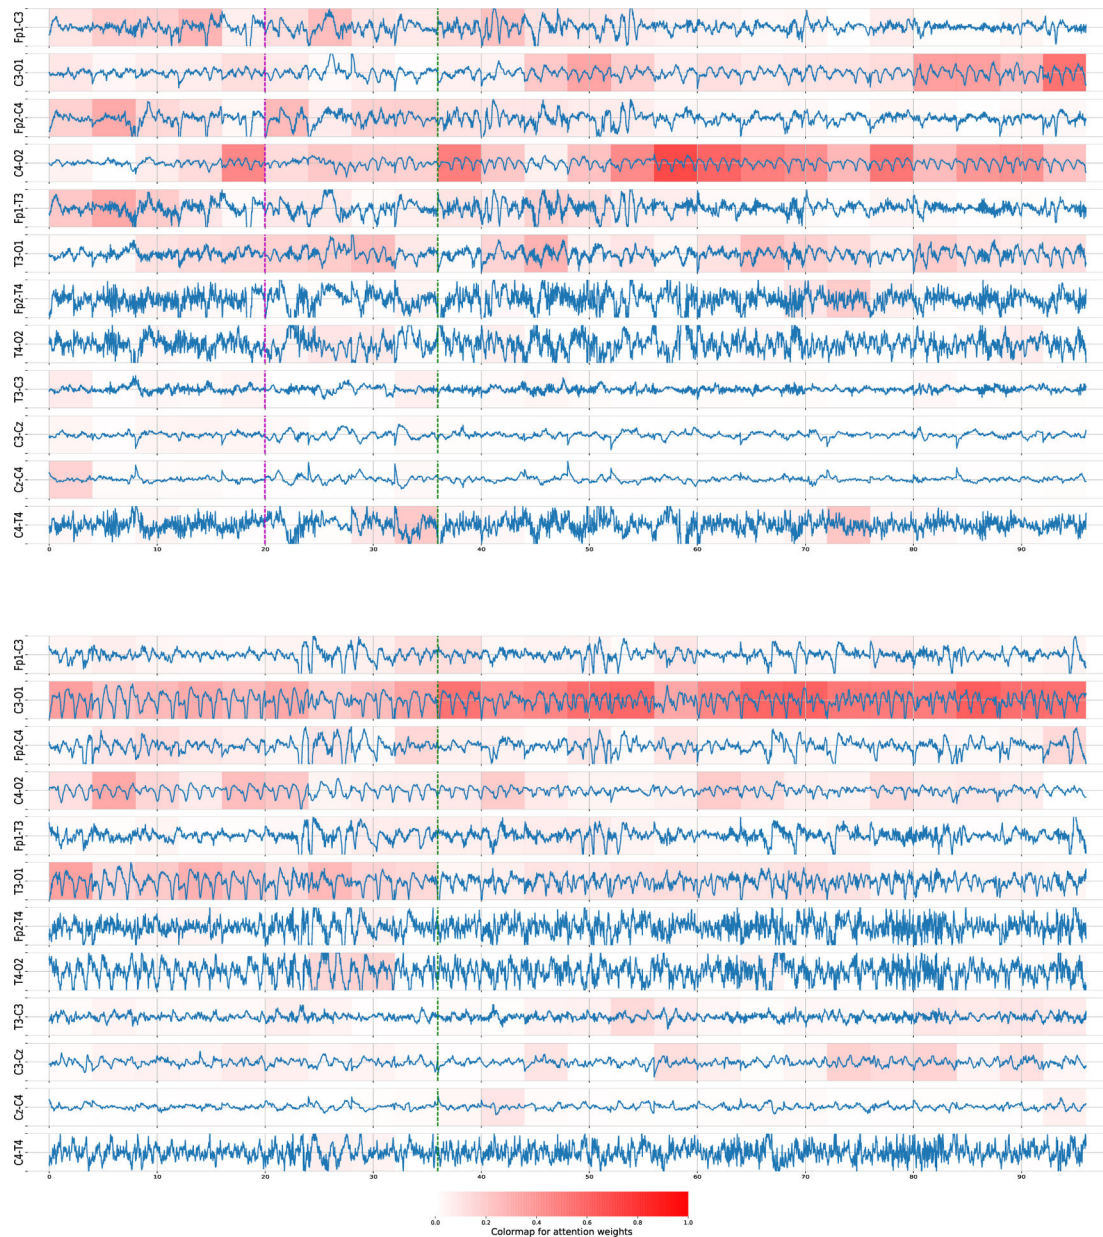 Fp1-C3
C3-O1
Fp2-C4
C4-O2
Fp1-T3
T3-O1
Fp2-T4
T4-O2
T3-C3
C3-Cz
Cz-C4
C4-T4
0 10 20 30 40 50 60 70 80 90
Fp1-C3
C3-O1
Fp2-C4
C4-O2
Fp1-T3
T3-O1
Fp2-T4
T4-O2
T3-C3
C3-Cz
Cz-C4
C4-T4
0 10 20 30 40 50 60 70 80 90
0.0 0.2 0.4 0.6 0.8 1.0
Colormap for attention weights